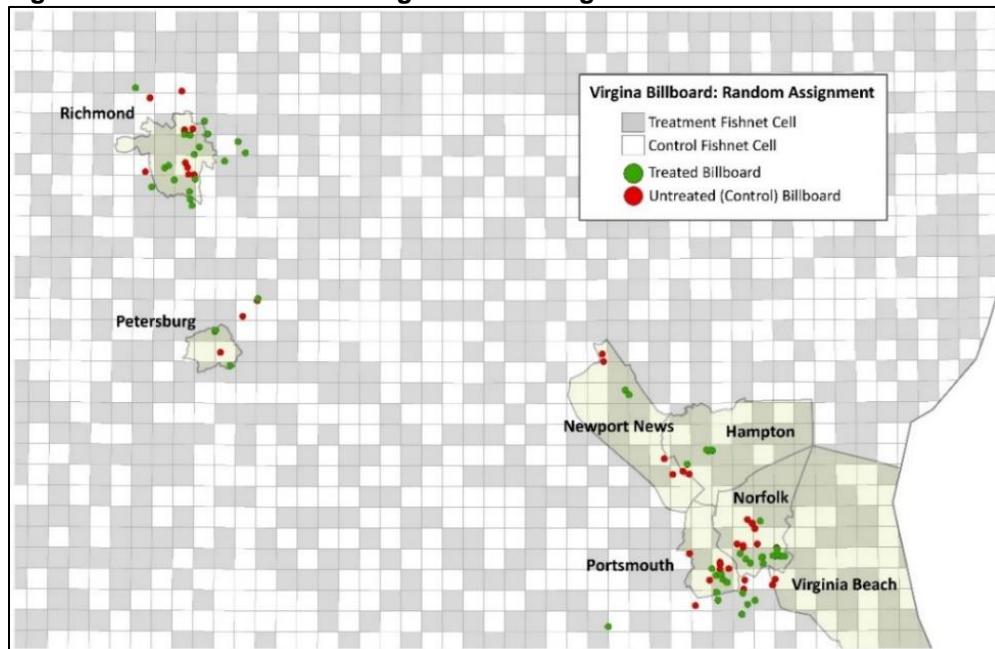 Virgina Billboard: Random Assignment
Treatment Fishnet Cell
Control Fishnet Cell
Treated Billboard
Untreated (Control) Billboard
Richmond
Petersburg
Newport News
Hampton
Norfolk
Portsmouth
Virginia Beach